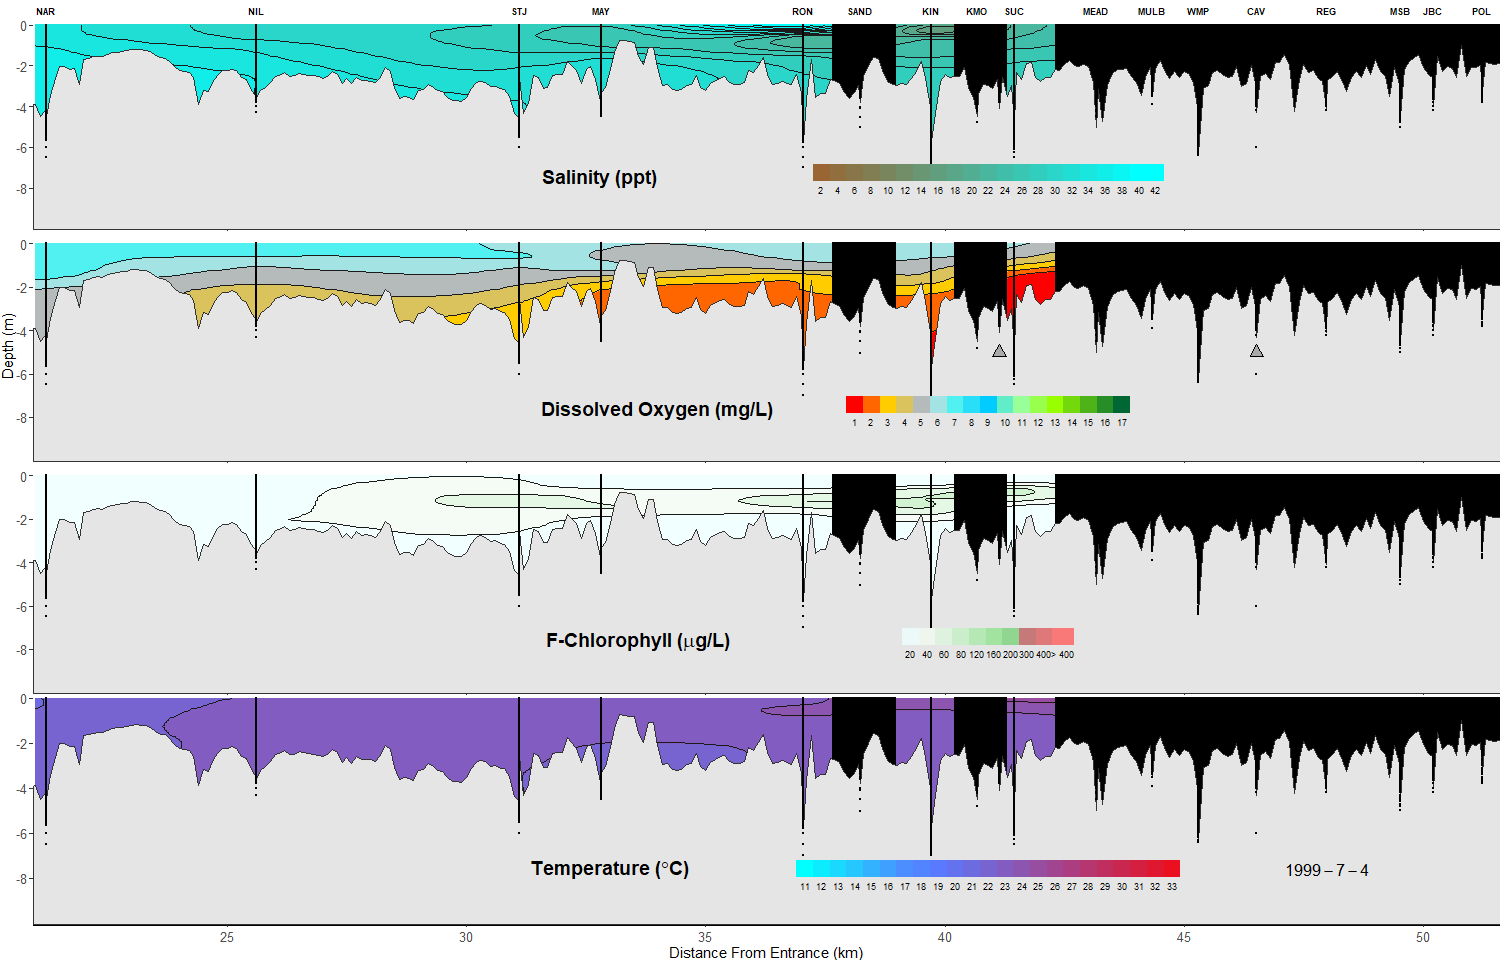 NAR NIL STJ MAY RON SAND KIN KMO SUC MEAD MULB WMP CAV REG MSB JBC POL
0
-2
-4
-6
-8
Salinity (ppt)
2 4 6 8 10 12 14 16 18 20 22 24 26 28 30 32 34 36 38 40 42
0
-2
-4
-6
-8
Depth (m)
Dissolved Oxygen (mg/L)
1 2 3 4 5 6 7 8 9 10 11 12 13 14 15 16 17
0
-2
-4
-6
-8
F-Chlorophyll (μg/L)
20 40 60 80 120 160 200 300 400 > 400
0
-2
-4
-6
-8
Temperature (°C)
11 12 13 14 15 16 17 18 19 20 21 22 23 24 25 26 27 28 29 30 31 32 33
1999 – 7 – 4
25 30 35 40 45 50
Distance From Entrance (km)